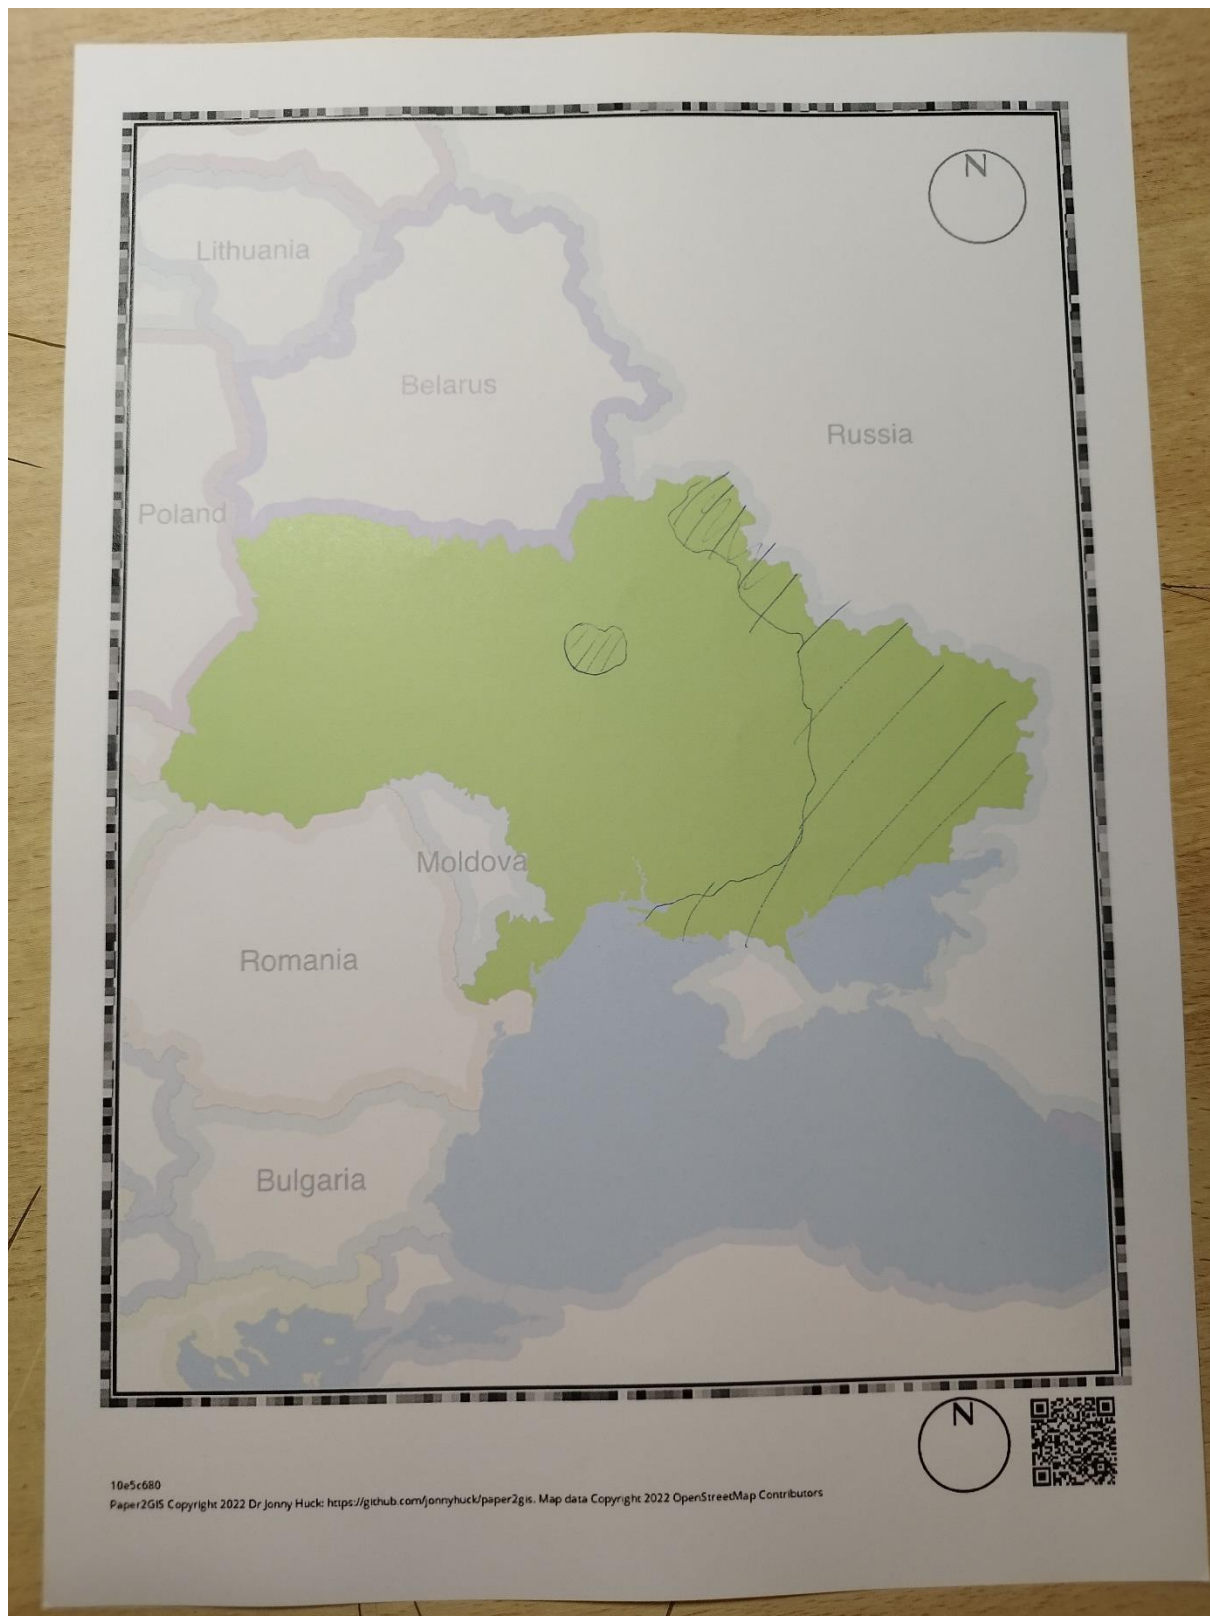 N
Lithuania
Belarus
Russia
Poland
Moldova
Romania
Bulgaria
N
10e5c680
Paper2GIS Copyright 2022 Dr Jonny Huck: https://github.com/jonnyhuck/paper2gis. Map data Copyright 2022 OpenStreetMap Contributors